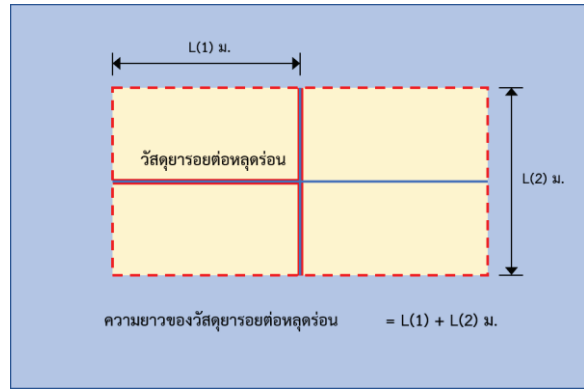 L(1) ม.
วัสดุยารอยต่อหลุดร่อน
L(2) ม.
ความยาวของวัสดุยารอยต่อหลุดร่อน = L(1) + L(2) ม.